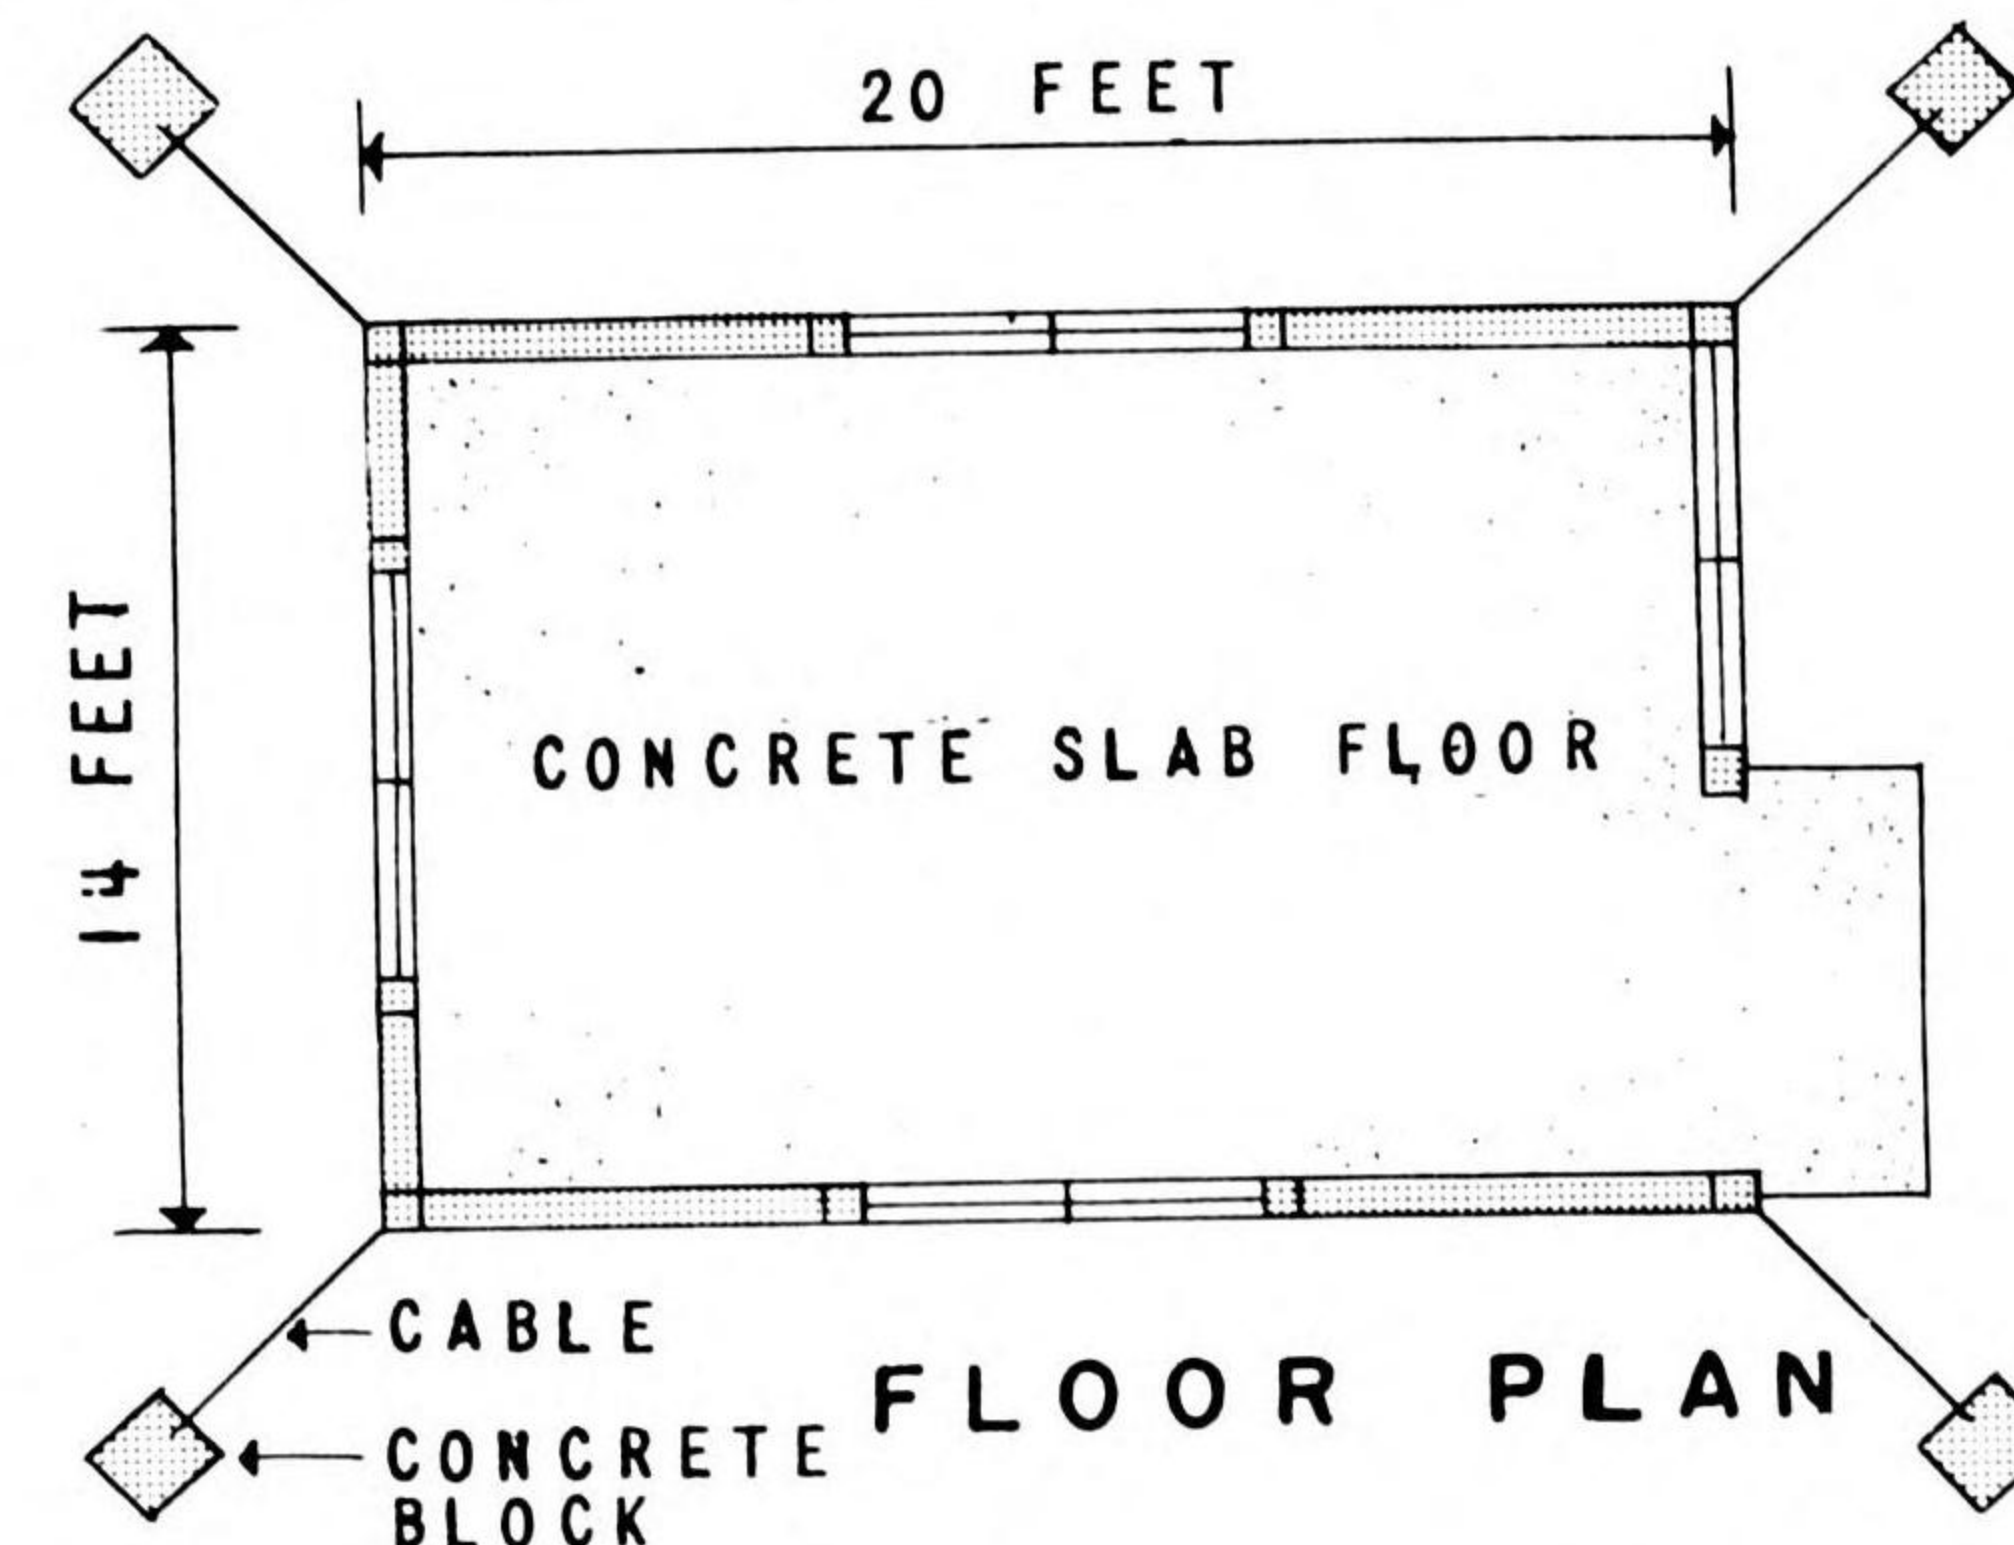 20 FEET
14 FEET
CONCRETE SLAB FLOOR
CABLE
FLOOR PLAN
CONCRETE
BLOCK